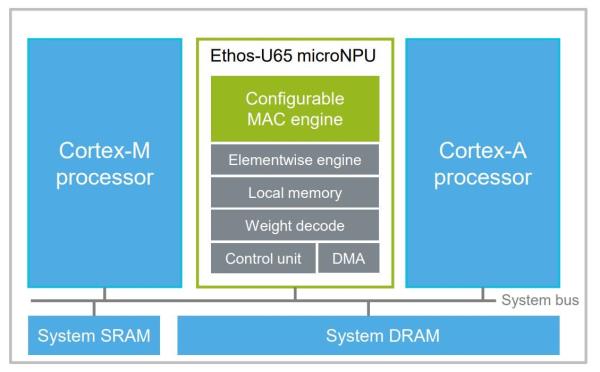 Cortex-M
processor
Ethos-U65 microNPU
Configurable
MAC engine
Elementwise engine
Local memory
Weight decode
Control unit
DMA
Cortex-A
processor
System bus
System SRAM
System DRAM